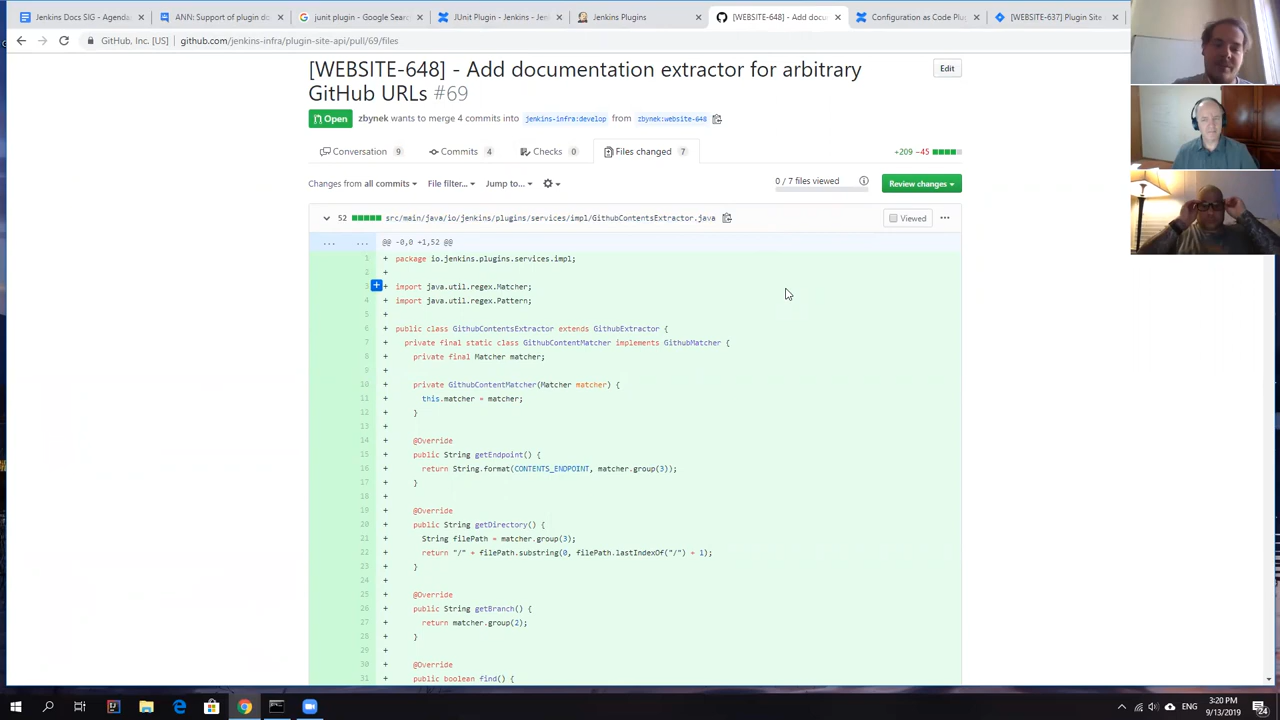 Jenkins Docs SIG - Agenda
ANN: Support of plugin do
junit plugin - Google Searc
JUnit Plugin - Jenkins - Jen
Jenkins Plugins
[WEBSITE-648] - Add docu
Configuration as Code Plu
[WEBSITE-637] Plugin Site
GitHub, Inc. [US]
github.com/jenkins-infra/plugin-site-api/pull/69/files
[WEBSITE-648] - Add documentation extractor for arbitrary
GitHub URLs #69
Edit
Open
zbynek wants to merge 4 commits into jenkins-infra:develop from zbynek:website-648
Conversation 9
Commits 4
Checks 0
Files changed 7
+209 −45
Changes from all commits
File filter...
Jump to...
0 / 7 files viewed
Review changes
52 src/main/java/io/jenkins/plugins/services/impl/GithubContentsExtractor.java
Viewed
... ... @@ -0,0 +1,52 @@
1 + package io.jenkins.plugins.services.impl;
2 +
3 + import java.util.regex.Matcher;
4 + import java.util.regex.Pattern;
5 +
6 + public class GithubContentsExtractor extends GithubExtractor {
7 + private final static class GithubContentMatcher implements GithubMatcher {
8 + private final Matcher matcher;
9 +
10 + private GithubContentMatcher(Matcher matcher) {
11 + this.matcher = matcher;
12 + }
13 +
14 + @Override
15 + public String getEndpoint() {
16 + return String.format(CONTENTS_ENDPOINT, matcher.group(3));
17 + }
18 +
19 + @Override
20 + public String getDirectory() {
21 + String filePath = matcher.group(3);
22 + return "/" + filePath.substring(0, filePath.lastIndexOf("/") + 1);
23 + }
24 +
25 + @Override
26 + public String getBranch() {
27 + return matcher.group(2);
28 + }
29 +
30 + @Override
31 + public boolean find() {
ENG
3:20 PM
9/13/2019
24